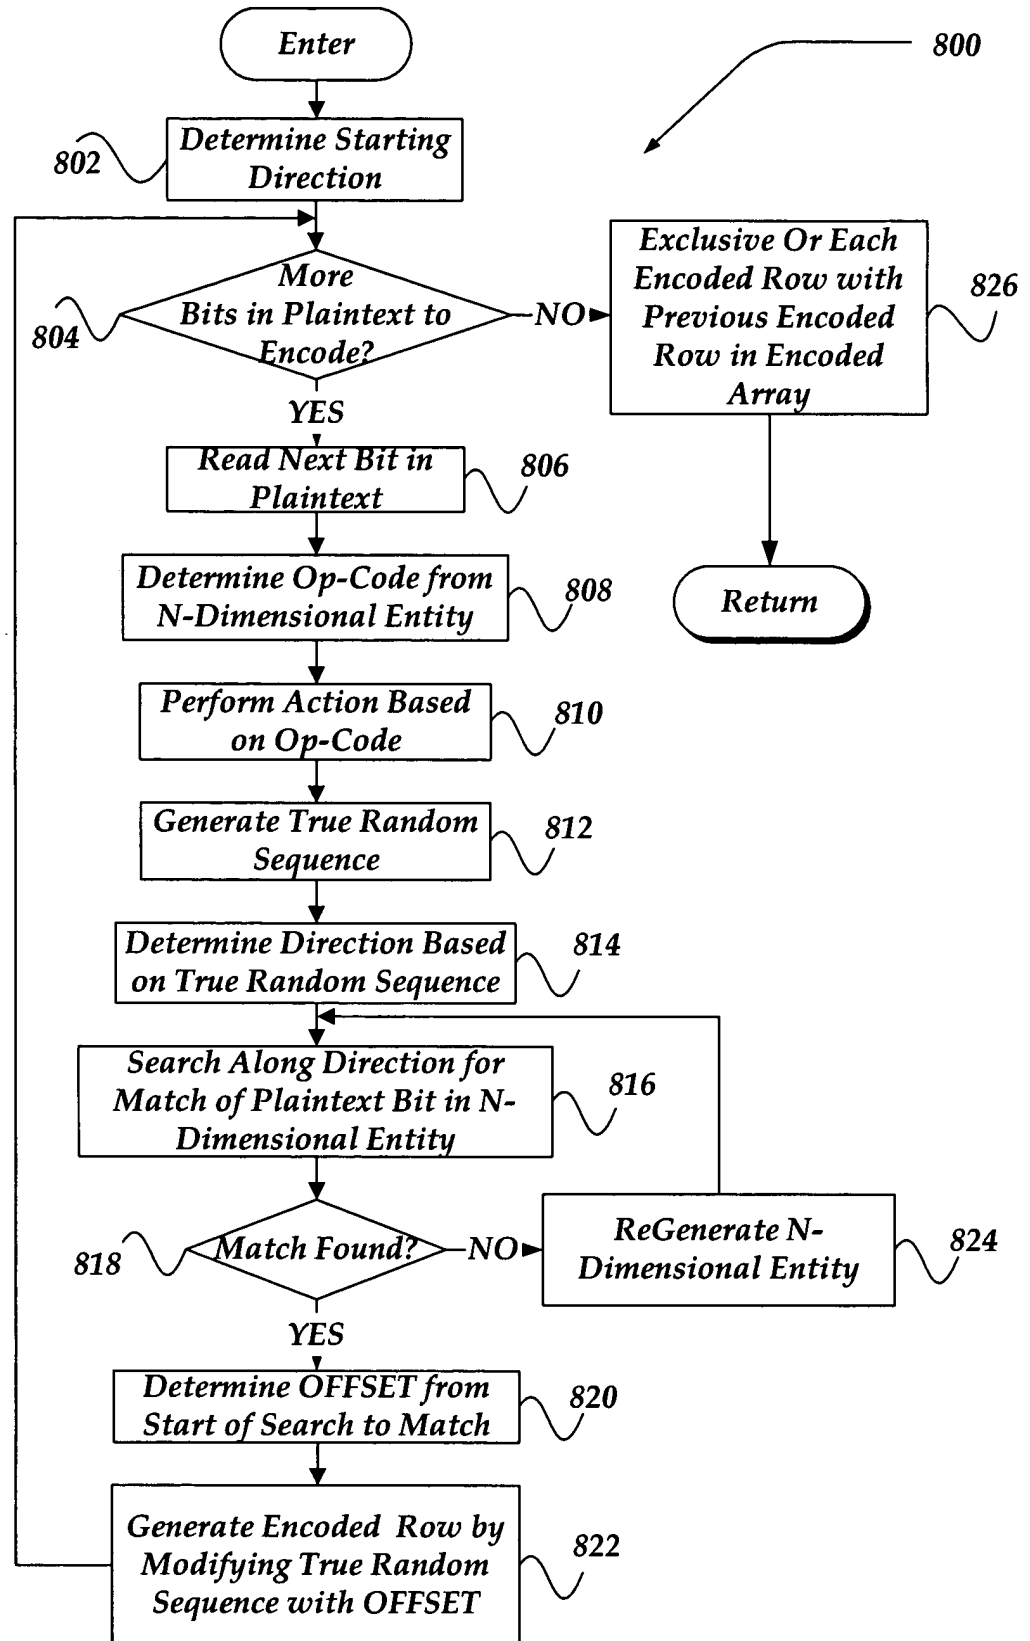 Enter
800
802
Determine Starting
Direction
804
More
Bits in Plaintext to
Encode?
NO
Exclusive Or Each
Encoded Row with
Previous Encoded
Row in Encoded
Array
826
YES
Read Next Bit in
Plaintext
806
Determine Op-Code from
N-Dimensional Entity
808
Return
Perform Action Based
on Op-Code
810
Generate True Random
Sequence
812
Determine Direction Based
on True Random Sequence
814
Search Along Direction for
Match of Plaintext Bit in N-
Dimensional Entity
816
818
Match Found?
NO
ReGenerate N-
Dimensional Entity
824
YES
Determine OFFSET from
Start of Search to Match
820
Generate Encoded Row by
Modifying True Random
Sequence with OFFSET
822